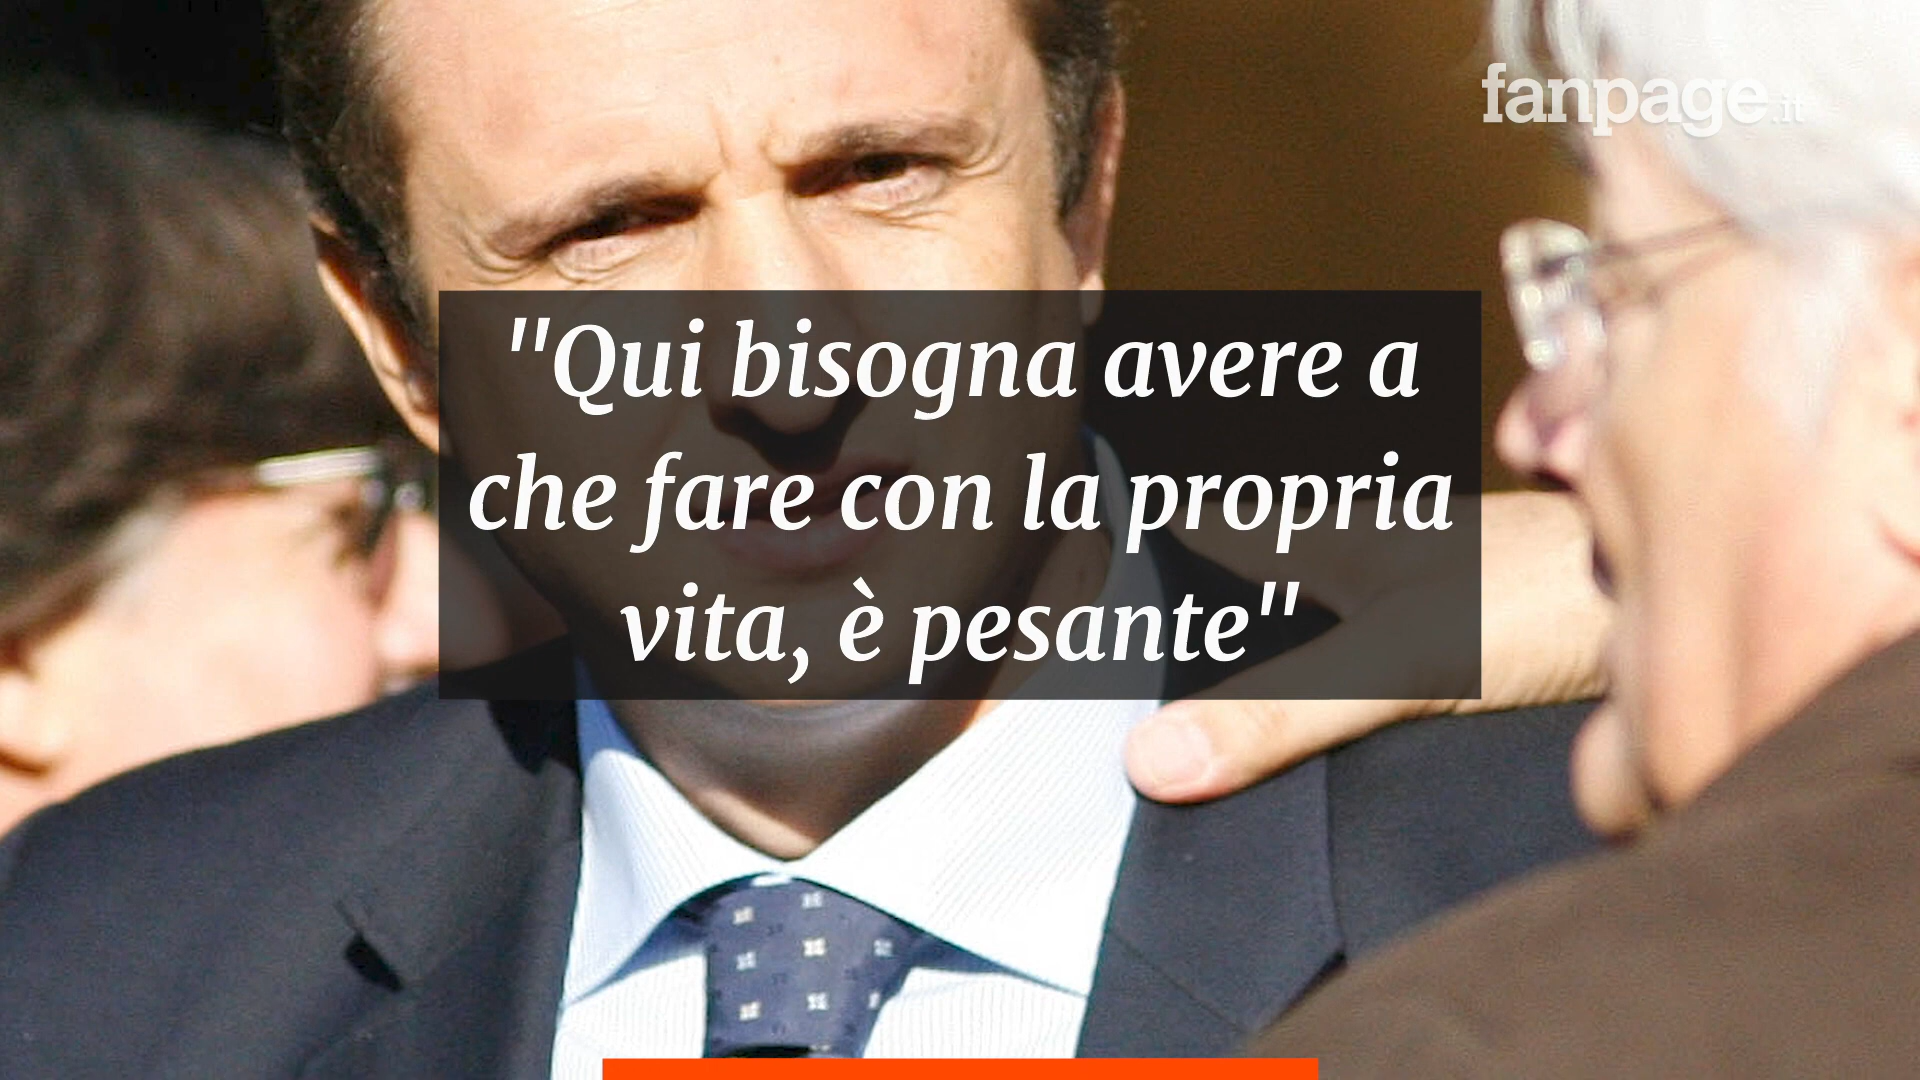 fanpage.it
"Qui bisogna avere a
che fare con la propria
vita, è pesante"